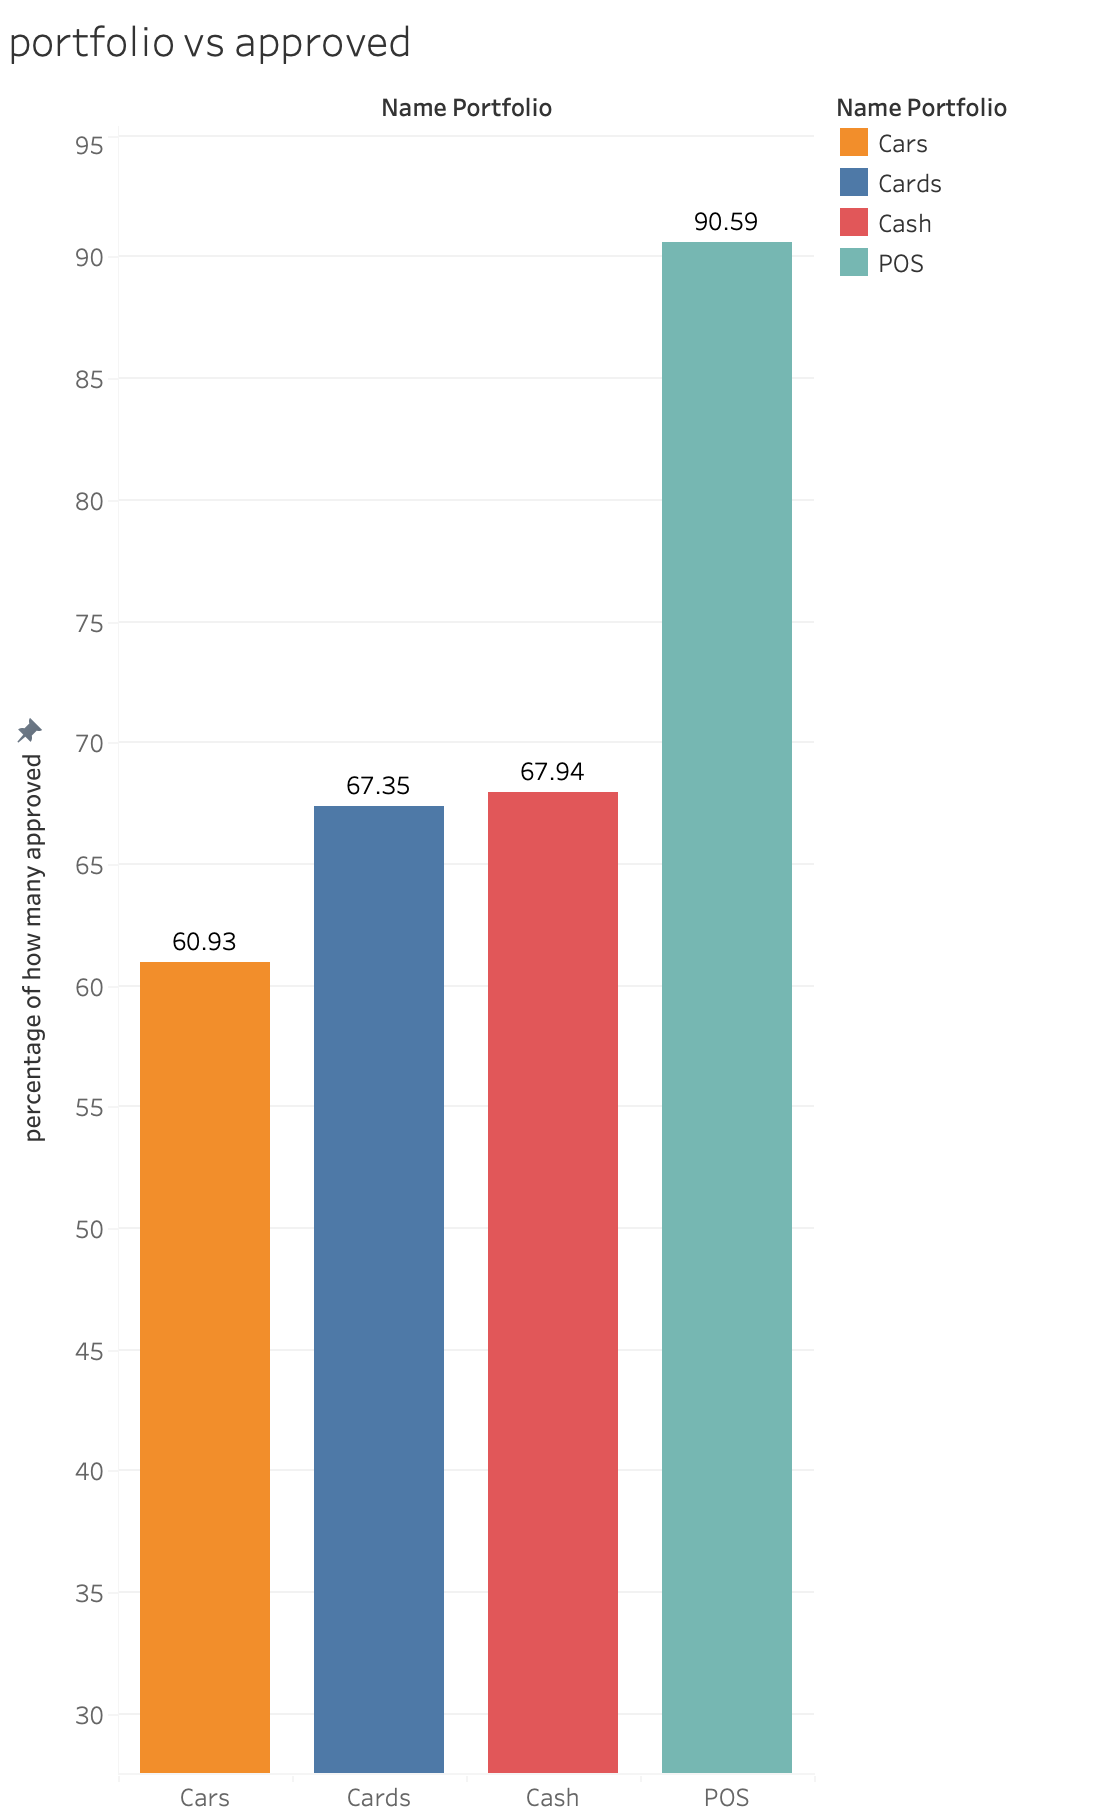 portfolio vs approved
Name Portfolio
Name Portfolio
Cars
Cards
Cash
POS
percentage of how many approved
95
90
85
80
75
70
65
60
55
50
45
40
35
30
60.93
67.35
67.94
90.59
Cars
Cards
Cash
POS